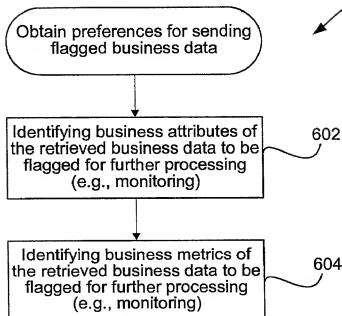 Obtain preferences for sending
flagged business data
Identifying business attributes of
the retrieved business data to be
flagged for further processing
(e.g., monitoring)
602
Identifying business metrics of
the retrieved business data to be
flagged for further processing
(e.g., monitoring)
604